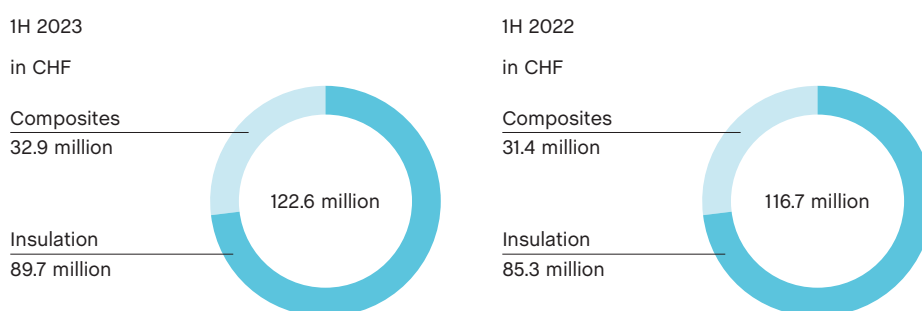 1H 2023
in CHF
Composites
32.9 million
122.6 million
Insulation
89.7 million
1H 2022
in CHF
Composites
31.4 million
116.7 million
Insulation
85.3 million